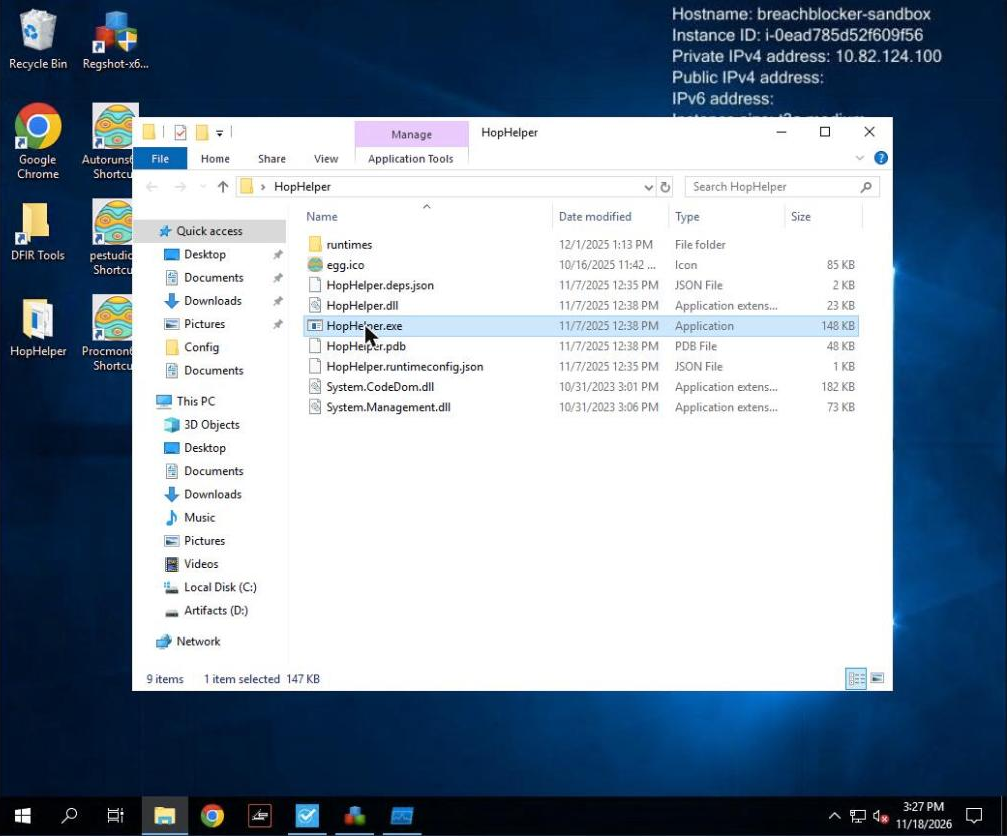 Hostname: breachblocker-sandbox
Instance ID: i-0ead785d52f609f56
Private IPv4 address: 10.82.124.100
Public IPv4 address:
IPv6 address:
Recycle Bin
Regshot-x6...
Google Chrome
Autoruns
Shortcu
DFIR Tools
pestudio
Shortcu
HopHelper
Procmon
Shortcu
Manage
HopHelper
File
Home
Share
View
Application Tools
HopHelper
Search HopHelper
Name
Date modified
Type
Size
Quick access
Desktop
Documents
Downloads
Pictures
Config
Documents
This PC
3D Objects
Desktop
Documents
Downloads
Music
Pictures
Videos
Local Disk (C:)
Artifacts (D:)
Network
runtimes 12/1/2025 1:13 PM File folder
egg.ico 10/16/2025 11:42 ... Icon 85 KB
HopHelper.deps.json 11/7/2025 12:35 PM JSON File 2 KB
HopHelper.dll 11/7/2025 12:38 PM Application extens... 23 KB
HopHelper.exe 11/7/2025 12:38 PM Application 148 KB
HopHelper.pdb 11/7/2025 12:38 PM PDB File 48 KB
HopHelper.runtimeconfig.json 11/7/2025 12:35 PM JSON File 1 KB
System.CodeDom.dll 10/31/2023 3:01 PM Application extens... 182 KB
System.Management.dll 10/31/2023 3:06 PM Application extens... 73 KB
9 items 1 item selected 147 KB
3:27 PM
11/18/2026